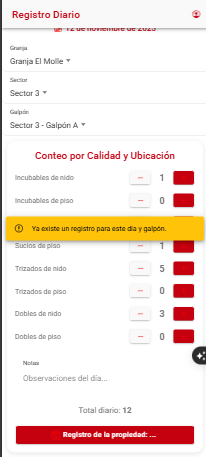 Registro Diario
12 de noviembre de 2025
Granja
Granja El Molle
Sector
Sector 3
Galpón
Sector 3 - Galpón A
Conteo por Calidad y Ubicación
Incubables de nido 1
Incubables de piso 0
Ya existe un registro para este día y galpón.
Sucios de piso 1
Trizados de nido 5
Trizados de piso 0
Dobles de nido 3
Dobles de piso 0
Notas
Observaciones del día...
Total diario: 12
Registro de la propiedad: ...